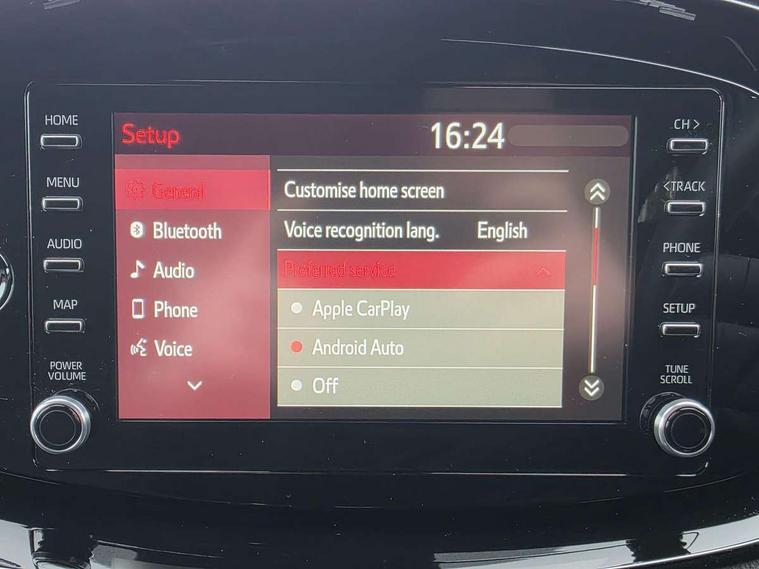 HOME
MENU
AUDIO
MAP
POWER
VOLUME
Setup
16:24
General
Bluetooth
Audio
Phone
Voice
Customise home screen
Voice recognition lang. English
Preferred service
Apple CarPlay
Android Auto
Off
CH >
< TRACK
PHONE
SETUP
TUNE
SCROLL